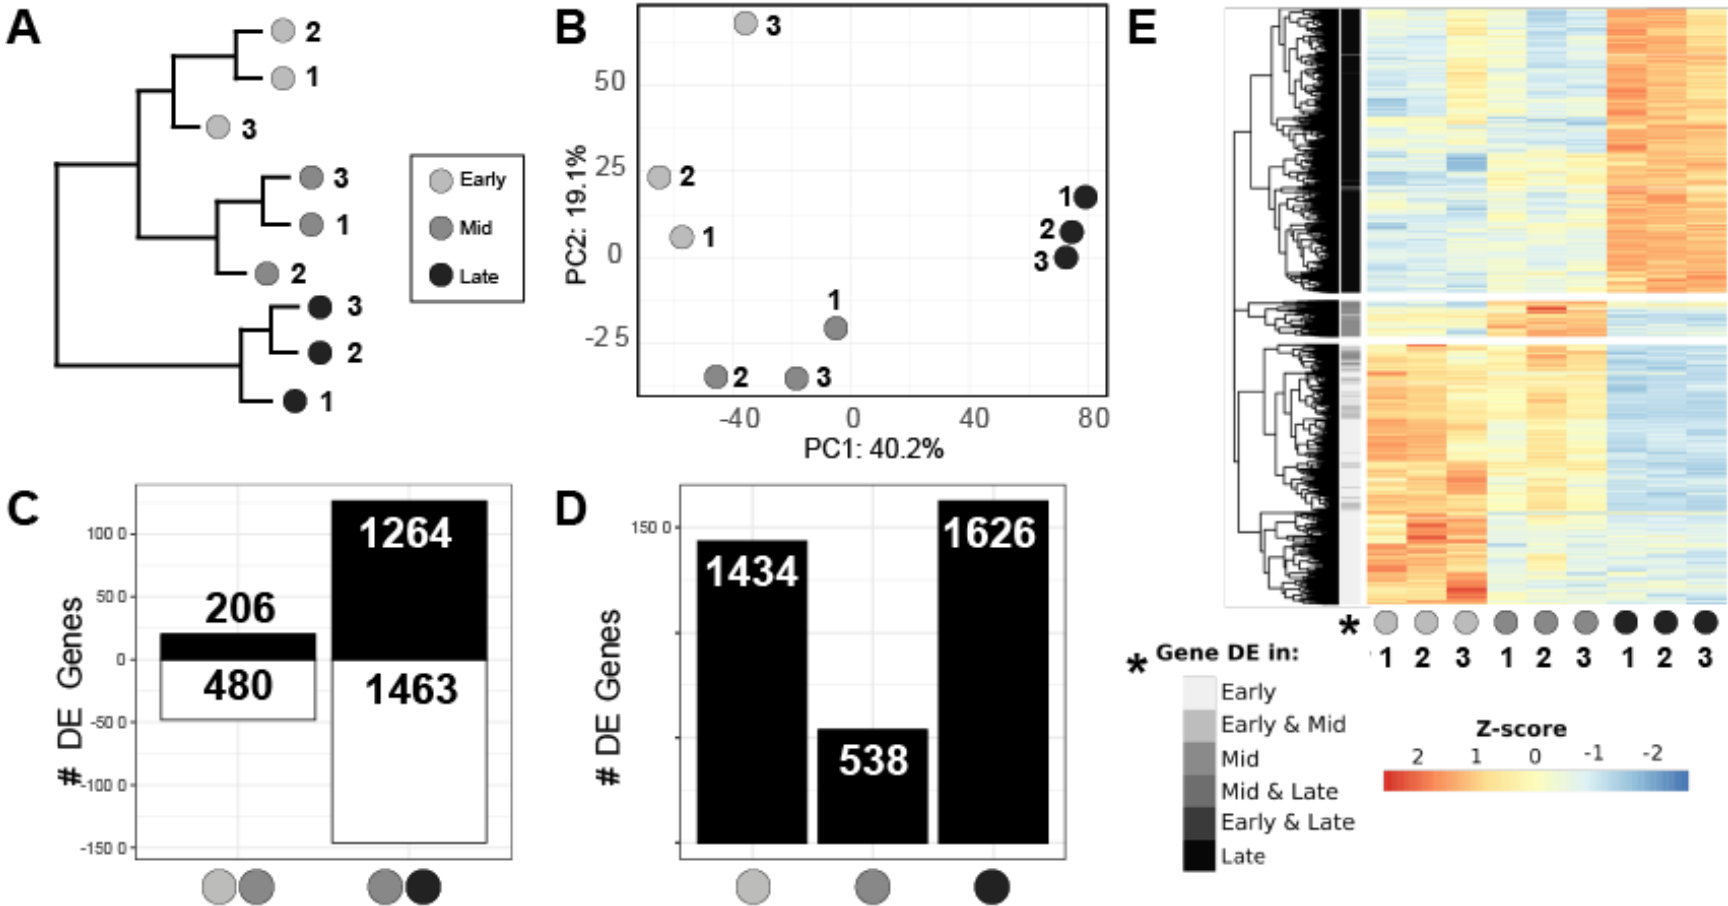 A
2
1
3
3
1
2
3
2
1
Early
Mid
Late
B
50
25
0
-2 5
PC2: 19.1%
3
2
1
1
2
3
1
2
3
-40
0
40
80
PC1: 40.2%
C
# DE Genes
100 0
50 0
0
-50 0
-100 0
-150 0
206
480
1264
1463
D
# DE Genes
150 0
1434
538
1626
E
*
1 2 3 1 2 3 1 2 3
* Gene DE in:
Early
Early & Mid
Mid
Mid & Late
Early & Late
Late
Z-score
2 1 0 -1 -2